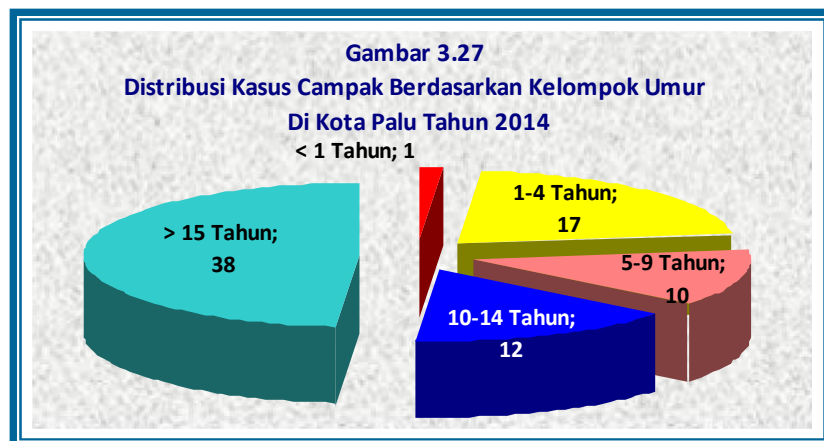 Gambar 3.27
Distribusi Kasus Campak Berdasarkan Kelompok Umur
Di Kota Palu Tahun 2014
< 1 Tahun; 1
1-4 Tahun;
17
5-9 Tahun;
10
10-14 Tahun;
12
> 15 Tahun;
38